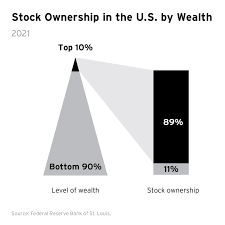 Stock Ownership in the U.S. by Wealth
2021
Top 10%
89%
Bottom 90%
11%
Level of wealth
Stock ownership
Source: Federal Reserve Bank of St. Louis.